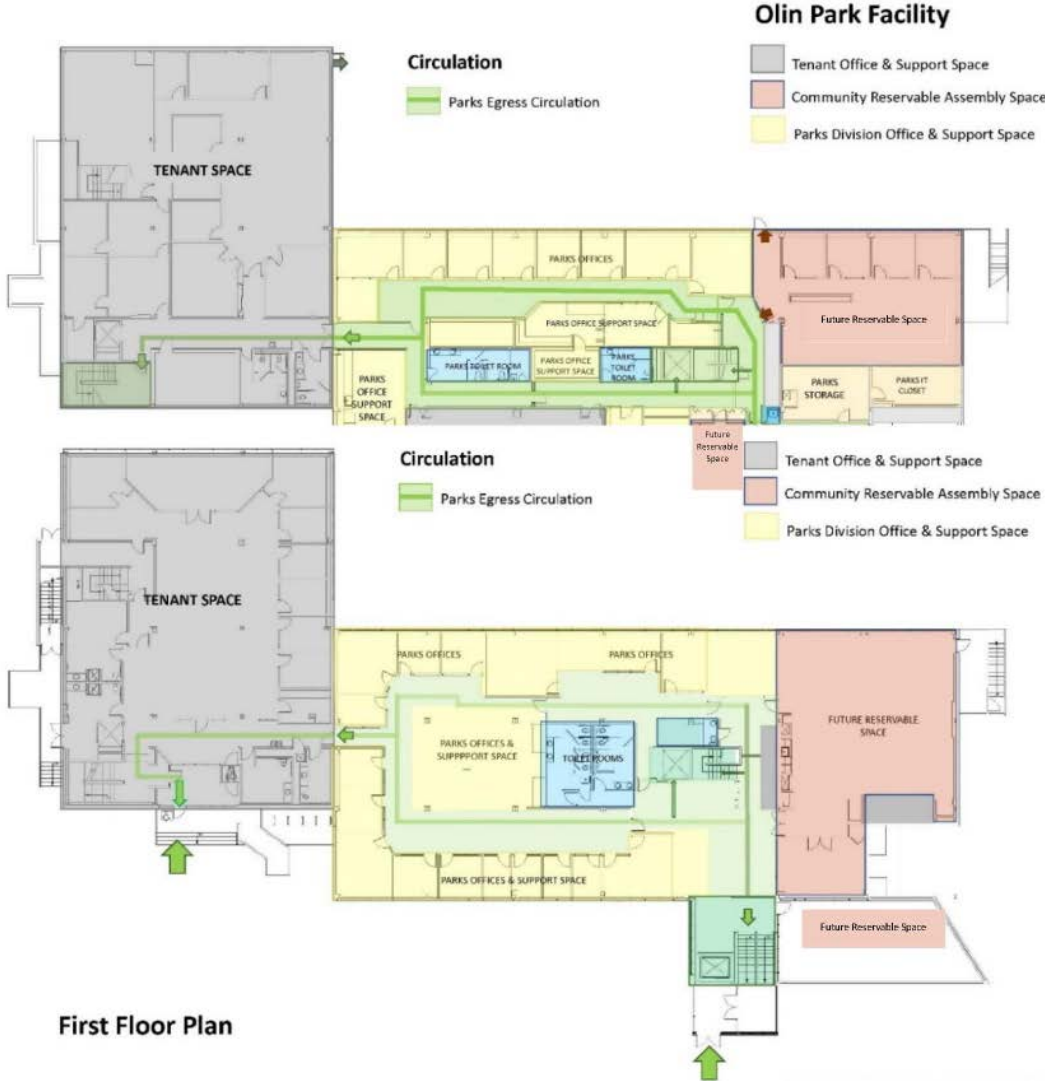 Olin Park Facility
Circulation
Parks Egress Circulation
Tenant Office & Support Space
Community Reservable Assembly Space
Parks Division Office & Support Space
TENANT SPACE
PARKS OFFICES
PARKS OFFICE SUPPORT SPACE
Future Reservable Space
PARKS TOILET ROOM
PARKS OFFICE
SUPPORT SPACE
PARKS
TOILET
ROOM
PARKS
OFFICE
SUPPORT
SPACE
PARKS
STORAGE
PARKS IT
CLOSET
Future
Reservable
Space
Circulation
Parks Egress Circulation
Tenant Office & Support Space
Community Reservable Assembly Space
Parks Division Office & Support Space
TENANT SPACE
PARKS OFFICES
PARKS OFFICES
FUTURE RESERVABLE
SPACE
PARKS OFFICES &
SUPPPPORT SPACE
TOILET ROOMS
PARKS OFFICES & SUPPORT SPACE
Future Reservable Space
First Floor Plan